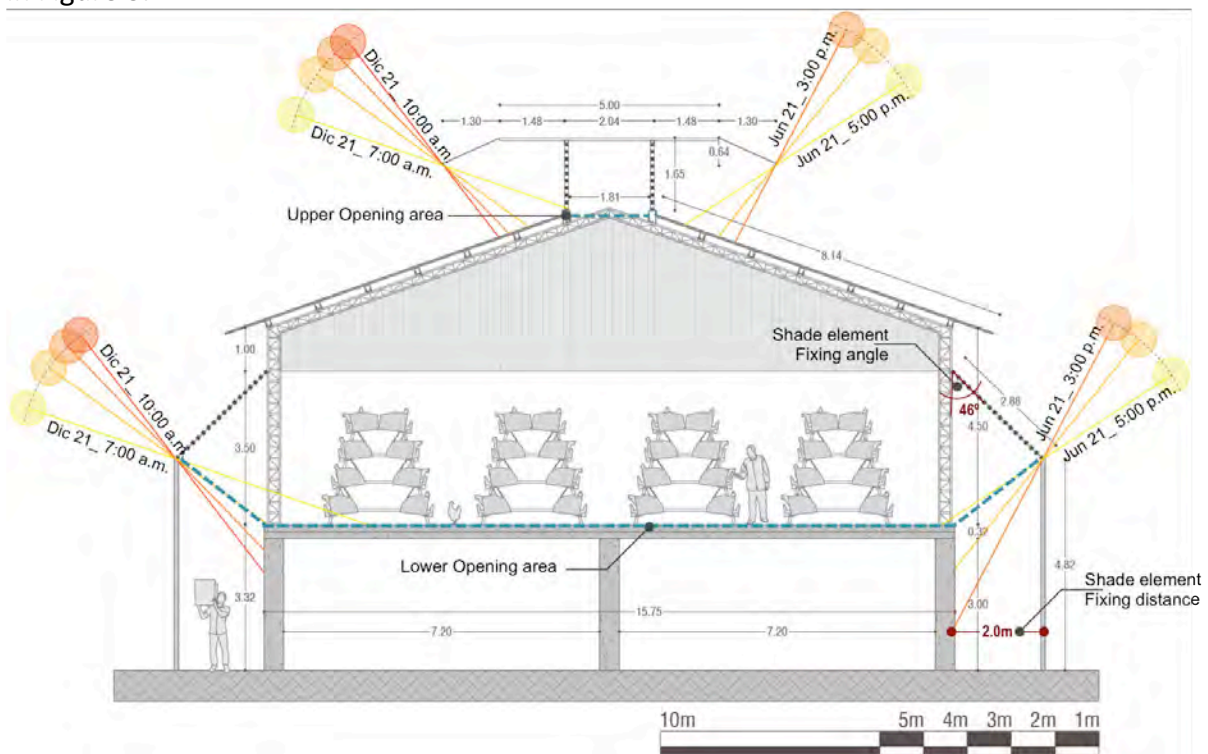 Dic 21_ 10:00 a.m.
Dic 21_ 7:00 a.m.
Jun 21_ 3:00 p.m.
Jun 21_ 5:00 p.m.
5.00
1.30
1.48
2.04
1.48
1.30
0.64
1.65
1.81
Upper Opening area
8.14
Shade element
Fixing angle
1.00
Dic 21_ 10:00 a.m.
Dic 21_ 7:00 a.m.
46º
2.88
4.50
Jun 21_ 3:00 p.m.
Jun 21_ 5:00 p.m.
3.50
0.32
Lower Opening area
4.82
Shade element
Fixing distance
3.32
15.75
3.00
7.20
7.20
2.0m
10m
5m
4m
3m
2m
1m